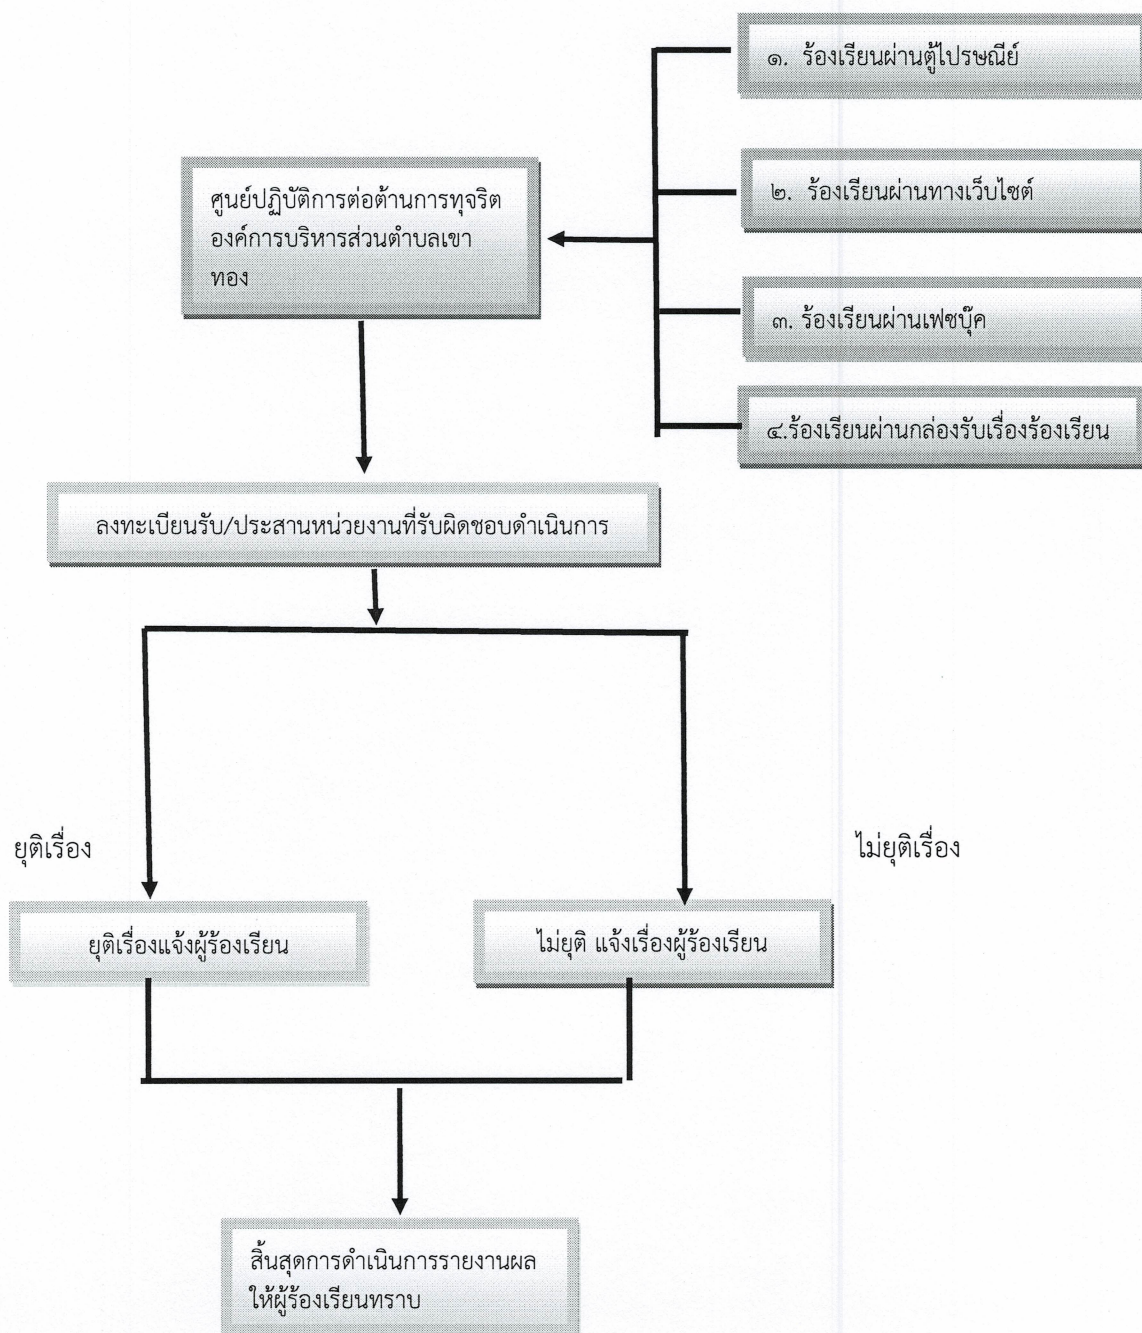 ๑. ร้องเรียนผ่านตู้ไปรษณีย์
๒. ร้องเรียนผ่านทางเว็บไซต์
๓. ร้องเรียนผ่านเฟซบุ๊ค
๔.ร้องเรียนผ่านกล่องรับเรื่องร้องเรียน
ศูนย์ปฏิบัติการต่อต้านการทุจริต
องค์การบริหารส่วนตำบลเขา
ทอง
ลงทะเบียนรับ/ประสานหน่วยงานที่รับผิดชอบดำเนินการ
ยุติเรื่อง
ไม่ยุติเรื่อง
ยุติเรื่องแจ้งผู้ร้องเรียน
ไม่ยุติ แจ้งเรื่องผู้ร้องเรียน
สิ้นสุดการดำเนินการรายงานผล
ให้ผู้ร้องเรียนทราบ